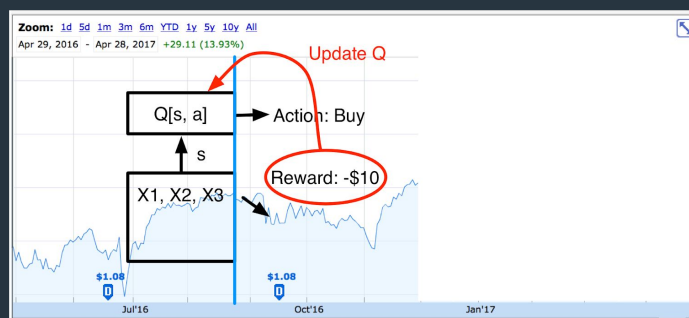 Zoom: 1d 5d 1m 3m 6m YTD 1y 5y 10y All
Apr 29, 2016 - Apr 28, 2017 +29.11 (13.93%)
Update Q
Q[s, a]
Action: Buy
s
Reward: -$10
X1, X2, X3
$1.08
D
$1.08
D
Jul'16
Oct'16
Jan'17